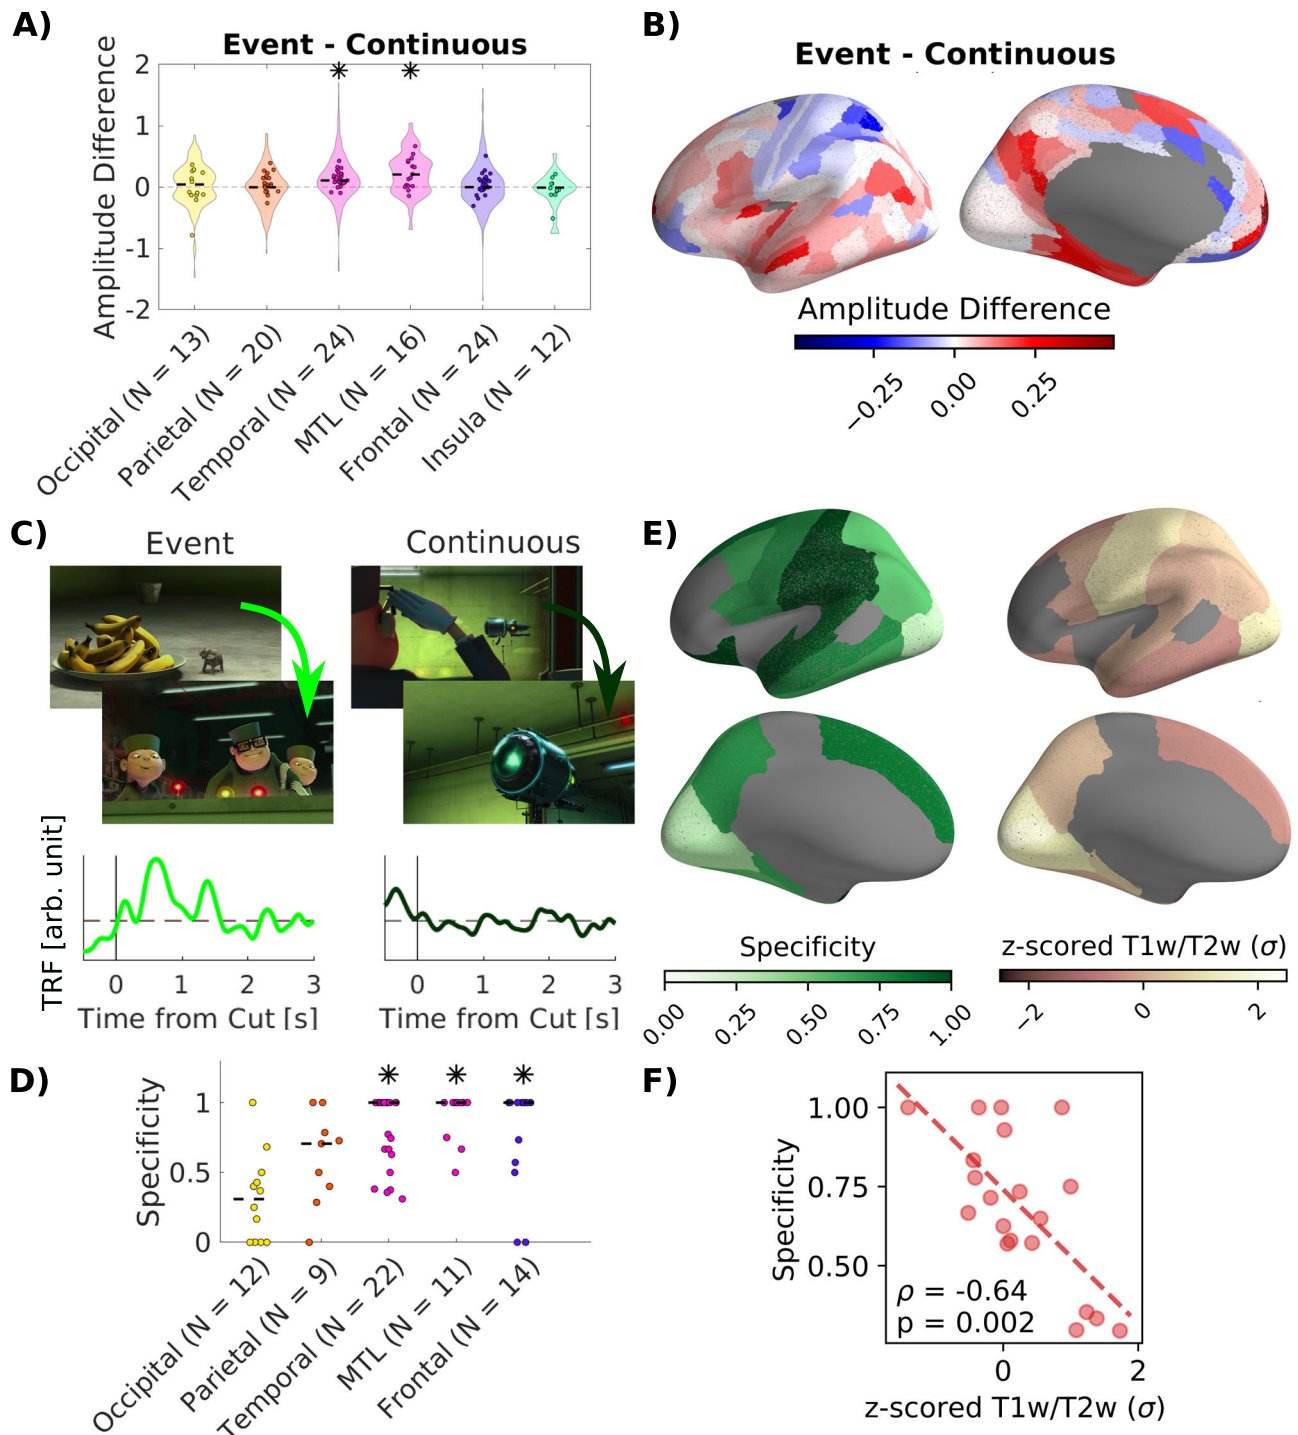 A)
Event - Continuous
Amplitude Difference
2
1
0
-1
-2
Occipital (N = 13)
Parietal (N = 20)
Temporal (N = 24)
MTL (N = 16)
Frontal (N = 24)
Insula (N = 12)
B)
Event - Continuous
Amplitude Difference
−0.25
0.00
0.25
C)
Event
Continuous
TRF [arb. unit]
0
1
2
3
Time from Cut [s]
0
1
2
3
Time from Cut [s]
D)
Specificity
1
0.5
0
Occipital (N = 12)
Parietal (N = 9)
Temporal (N = 22)
MTL (N = 11)
Frontal (N = 14)
E)
Specificity
0.00
0.25
0.50
0.75
1.00
z-scored T1w/T2w (σ)
−2
0
2
F)
Specificity
1.00
0.75
0.50
ρ = -0.64
p = 0.002
0
2
z-scored T1w/T2w (σ)